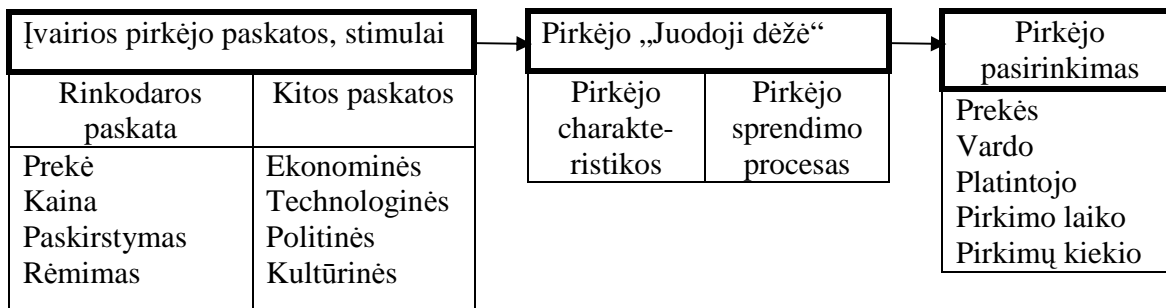 Įvairios pirkėjo paskatos, stimulai
Rinkodaros
paskata
Kitos paskatos
Prekė
Kaina
Paskirstymas
Rėmimas
Ekonominės
Technologinės
Politinės
Kultūrinės
Pirkėjo „Juodoji dėžė“
Pirkėjo
charakte-
ristikos
Pirkėjo
sprendimo
procesas
Pirkėjo
pasirinkimas
Prekės
Vardo
Platintojo
Pirkimo laiko
Pirkimų kiekio